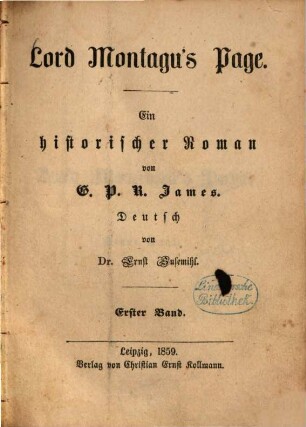 Lord Montagu's Page.
Ein
historischer Roman
von
G. P. R. James.
Deutsch
von
Dr. Ernst Susemihl.
Bibliothek.
Erster Band.
Leipzig, 1859.
Verlag von Christian Ernst Kollmann.